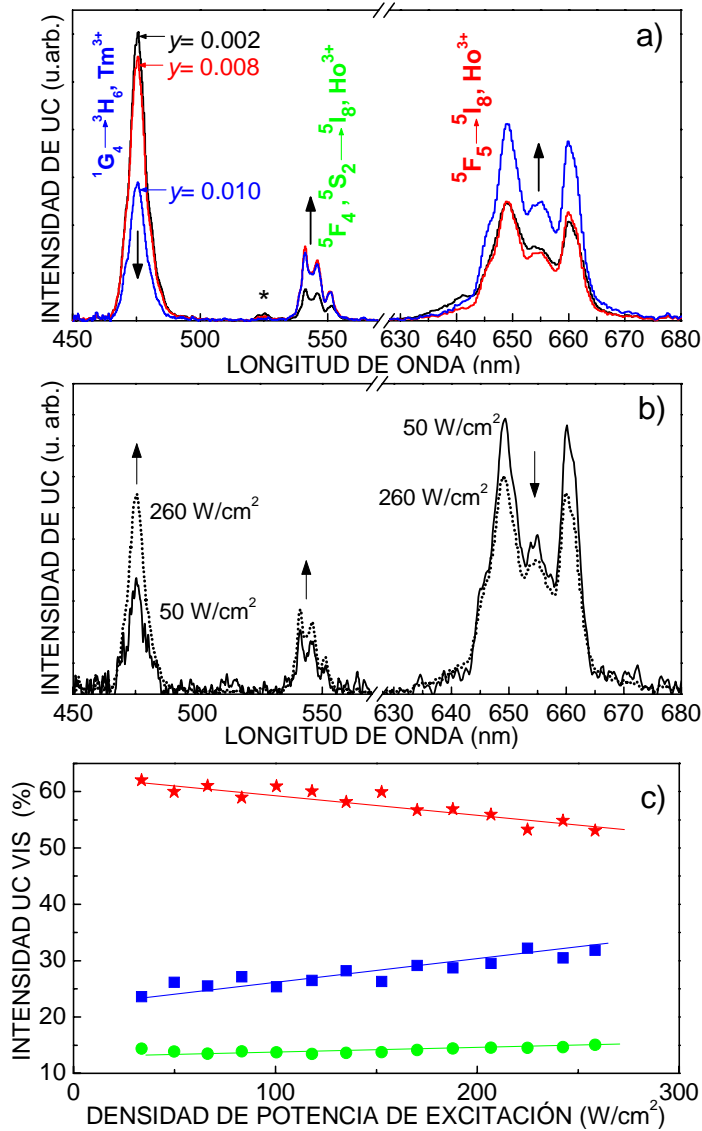 a)
INTENSIDAD DE UC (u.arb.)
¹G₄→³H₆, Tm³⁺
y= 0.002
y= 0.008
y= 0.010
*
⁵F₄,⁵S₂→⁵I₈, Ho³⁺
⁵F₅→⁵I₈, Ho³⁺
450 500 550 630 640 650 660 670 680
LONGITUD DE ONDA (nm)
b)
INTENSIDAD DE UC (u. arb.)
260 W/cm²
50 W/cm²
50 W/cm²
260 W/cm²
450 500 550 630 640 650 660 670 680
LONGITUD DE ONDA (nm)
c)
INTENSIDAD UC VIS (%)
60
50
40
30
20
10
0 100 200 300
DENSIDAD DE POTENCIA DE EXCITACIÓN (W/cm²)